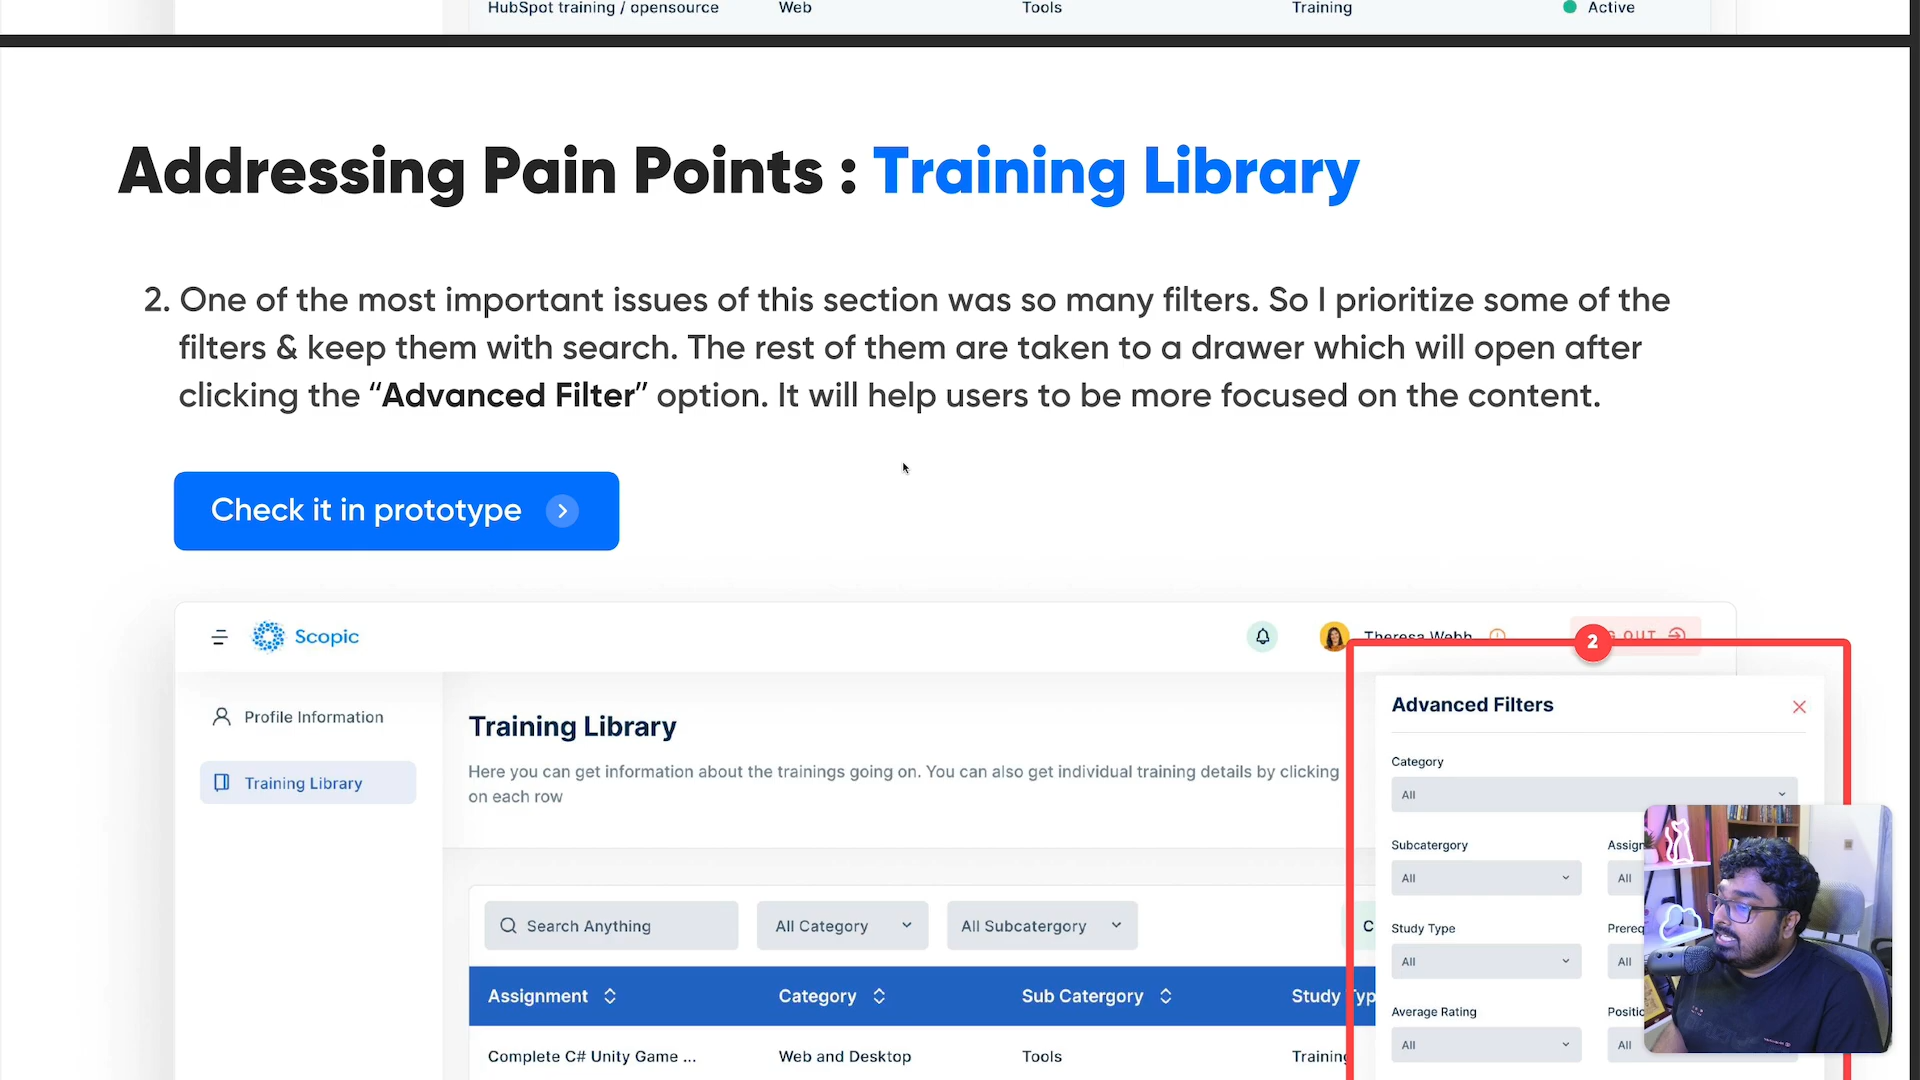 HubSpot training / opensource Web Tools Training Active
Addressing Pain Points : Training Library
2. One of the most important issues of this section was so many filters. So I prioritize some of the
filters & keep them with search. The rest of them are taken to a drawer which will open after
clicking the “Advanced Filter” option. It will help users to be more focused on the content.
Check it in prototype
Scopic
Theresa Webb
OUT
2
Profile Information
Training Library
Training Library
Here you can get information about the trainings going on. You can also get individual training details by clicking
on each row
Search Anything All Category All Subcatergory
Assignment Category Sub Catergory Study
Complete C# Unity Game ... Web and Desktop Tools Training
Advanced Filters
Category
All
Subcatergory
All All
Study Type
All All
Average Rating
All All